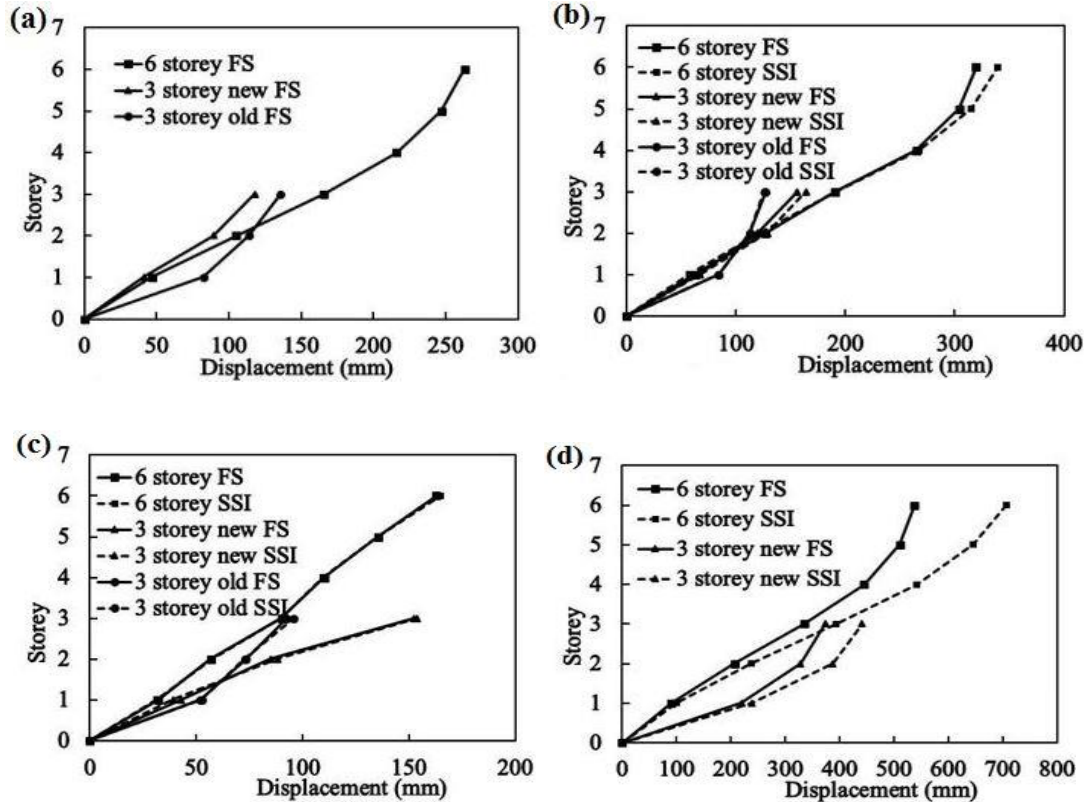 (a)
7
6
5
4
3
2
1
0
Storey
6 storey FS
3 storey new FS
3 storey old FS
0 50 100 150 200 250 300
Displacement (mm)
(b)
7
6
5
4
3
2
1
0
Storey
6 storey FS
6 storey SSI
3 storey new FS
3 storey new SSI
3 storey old FS
3 storey old SSI
0 100 200 300 400
Displacement (mm)
(c)
7
6
5
4
3
2
1
0
Storey
6 storey FS
6 storey SSI
3 storey new FS
3 storey new SSI
3 storey old FS
3 storey old SSI
0 50 100 150 200
Displacement (mm)
(d)
7
6
5
4
3
2
1
0
Storey
6 storey FS
6 storey SSI
3 storey new FS
3 storey new SSI
0 100 200 300 400 500 600 700 800
Displacement (mm)